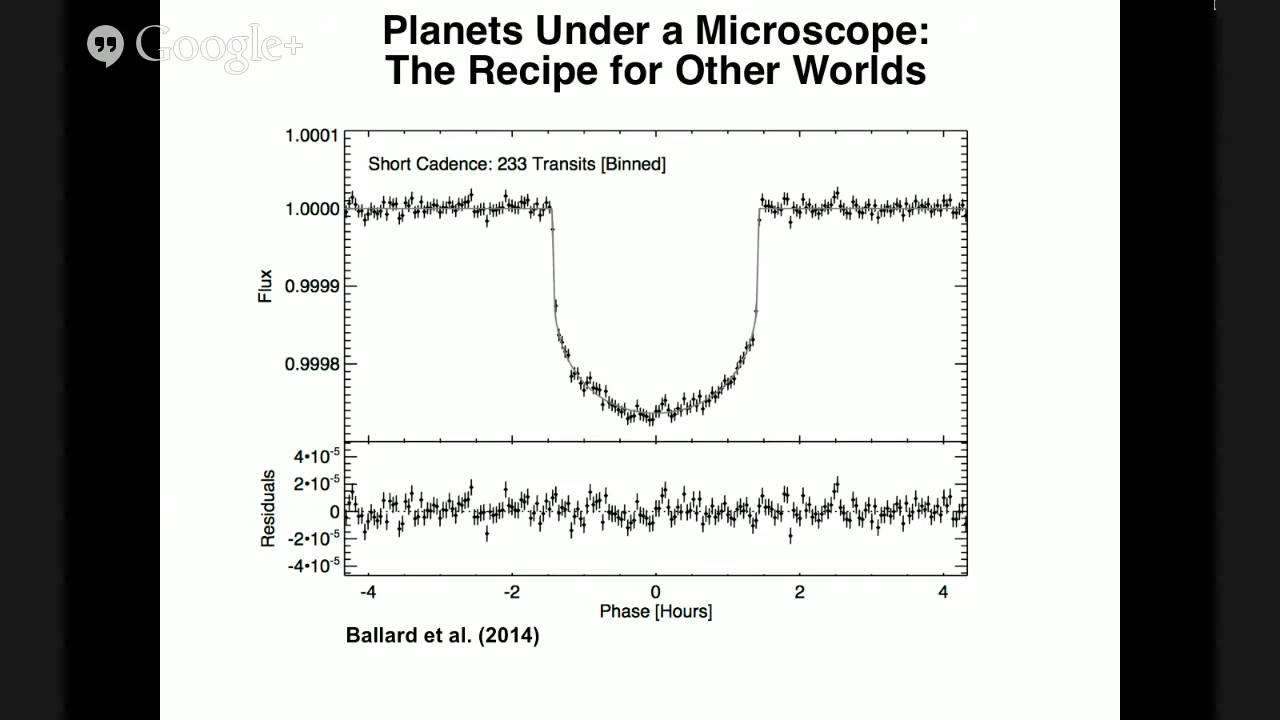 Google+
Planets Under a Microscope:
The Recipe for Other Worlds
Short Cadence: 233 Transits [Binned]
1.0001
1.0000
0.9999
0.9998
Flux
4•10⁻⁵
2•10⁻⁵
0
-2•10⁻⁵
-4•10⁻⁵
Residuals
-4 -2 0 2 4
Phase [Hours]
Ballard et al. (2014)